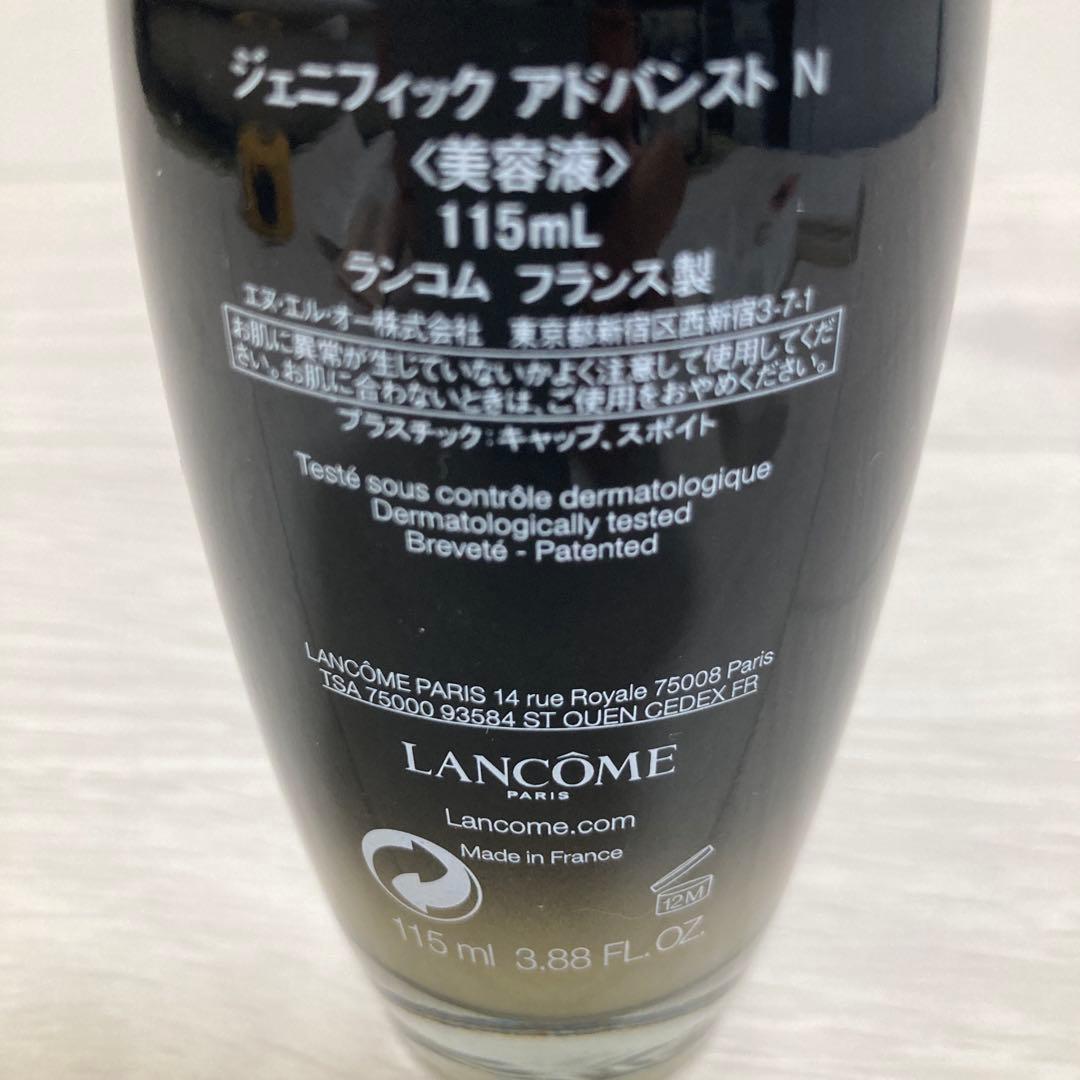 ジェニフィック アドバンスト N
〈美容液〉
115mL
ランコム フランス製
エヌ・エル・オー株式会社 東京都新宿区西新宿3-7-1
お肌に異常が生じていないかよく注意して使用してくだ
さい。お肌に合わないときは、ご使用をおやめください。
プラスチック:キャップ、スポイト
Testé sous contrôle dermatologique
Dermatologically tested
Breveté - Patented
LANCÔME PARIS 14 rue Royale 75008 Paris
TSA 75000 93584 ST OUEN CEDEX FR
LANCÔME
PARIS
Lancome.com
Made in France
12M
115 ml 3.88 FL. OZ.